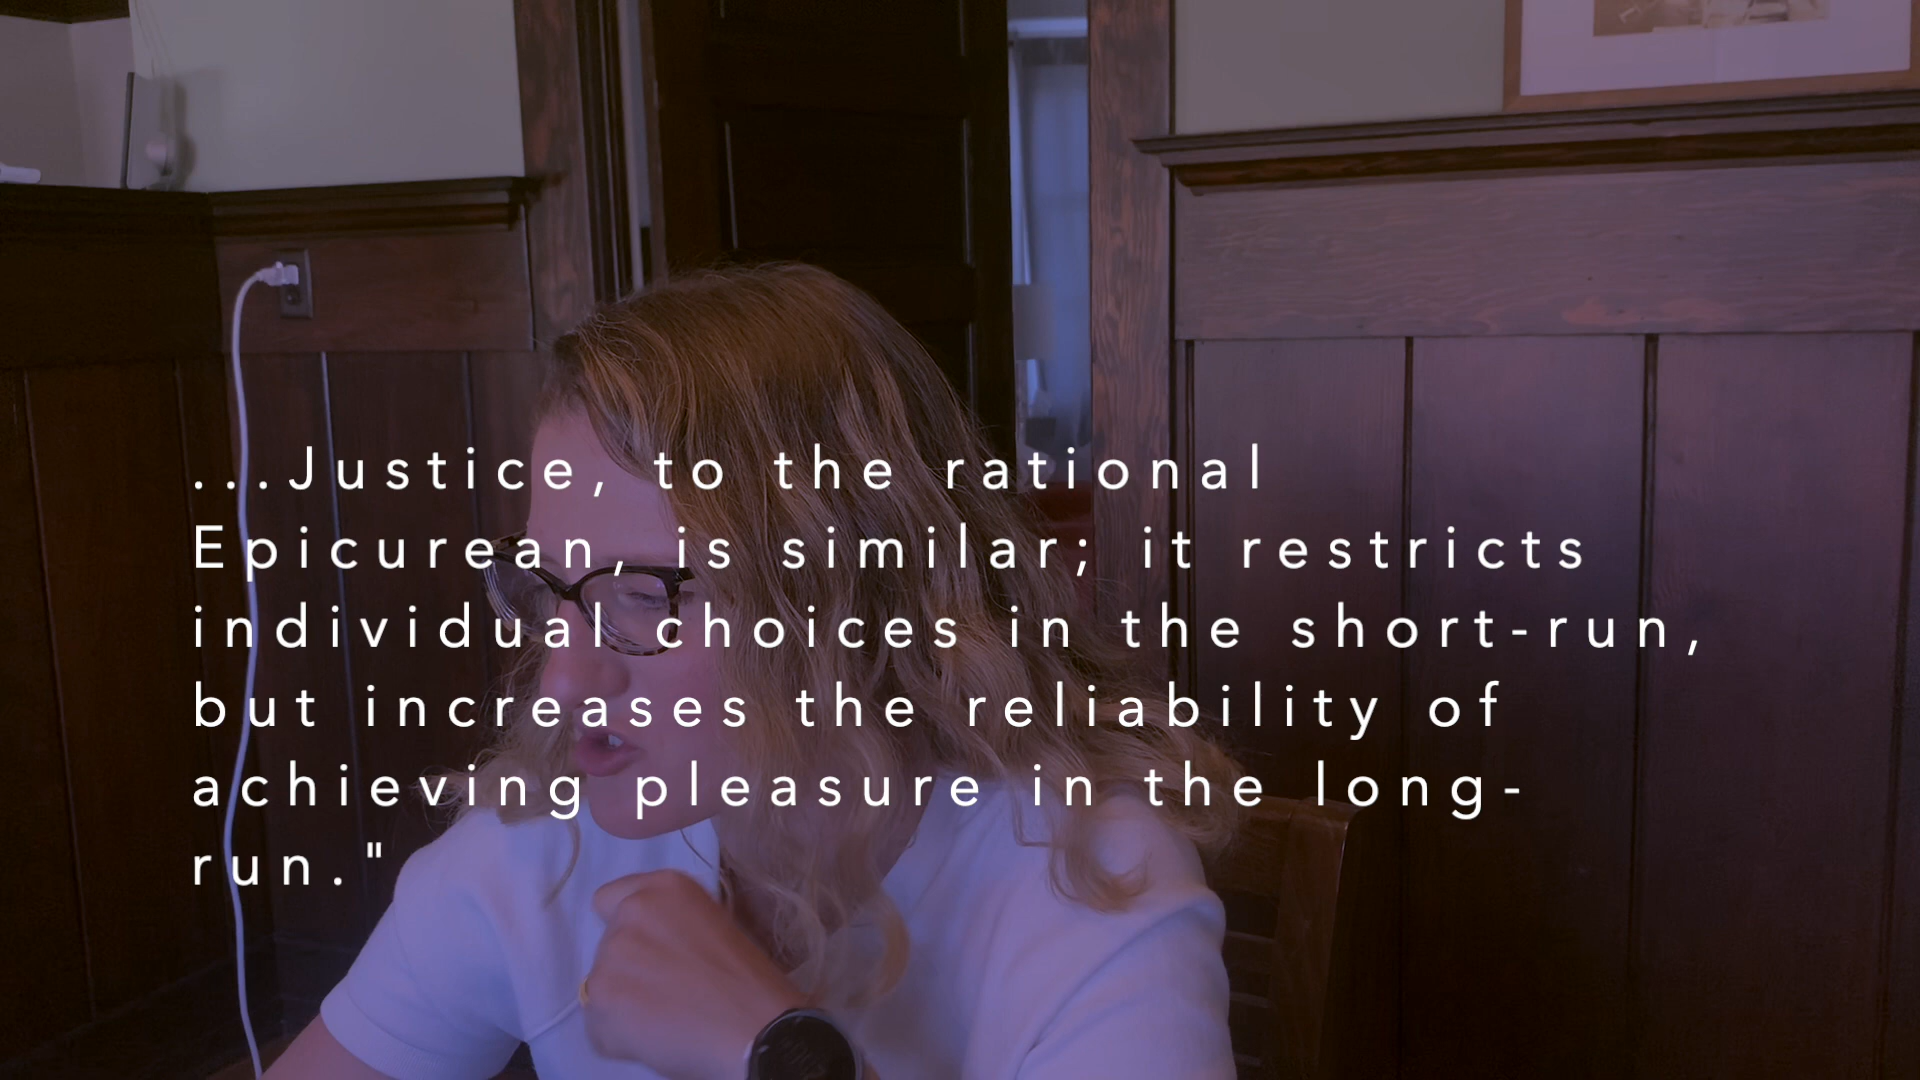 ...Justice, to the rational
Epicurean, is similar; it restricts
individual choices in the short-run,
but increases the reliability of
achieving pleasure in the long-
run."